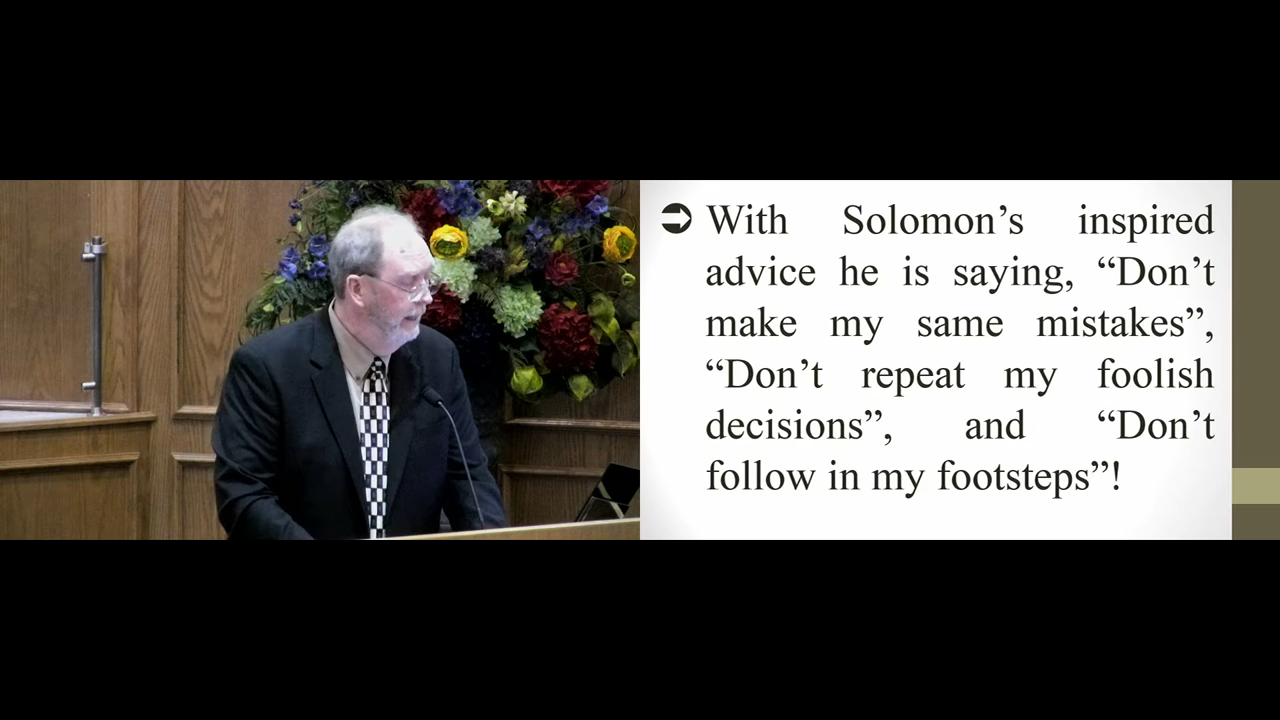 ➲ With Solomon’s inspired
advice he is saying, “Don’t
make my same mistakes”,
“Don’t repeat my foolish
decisions”, and “Don’t
follow in my footsteps”!